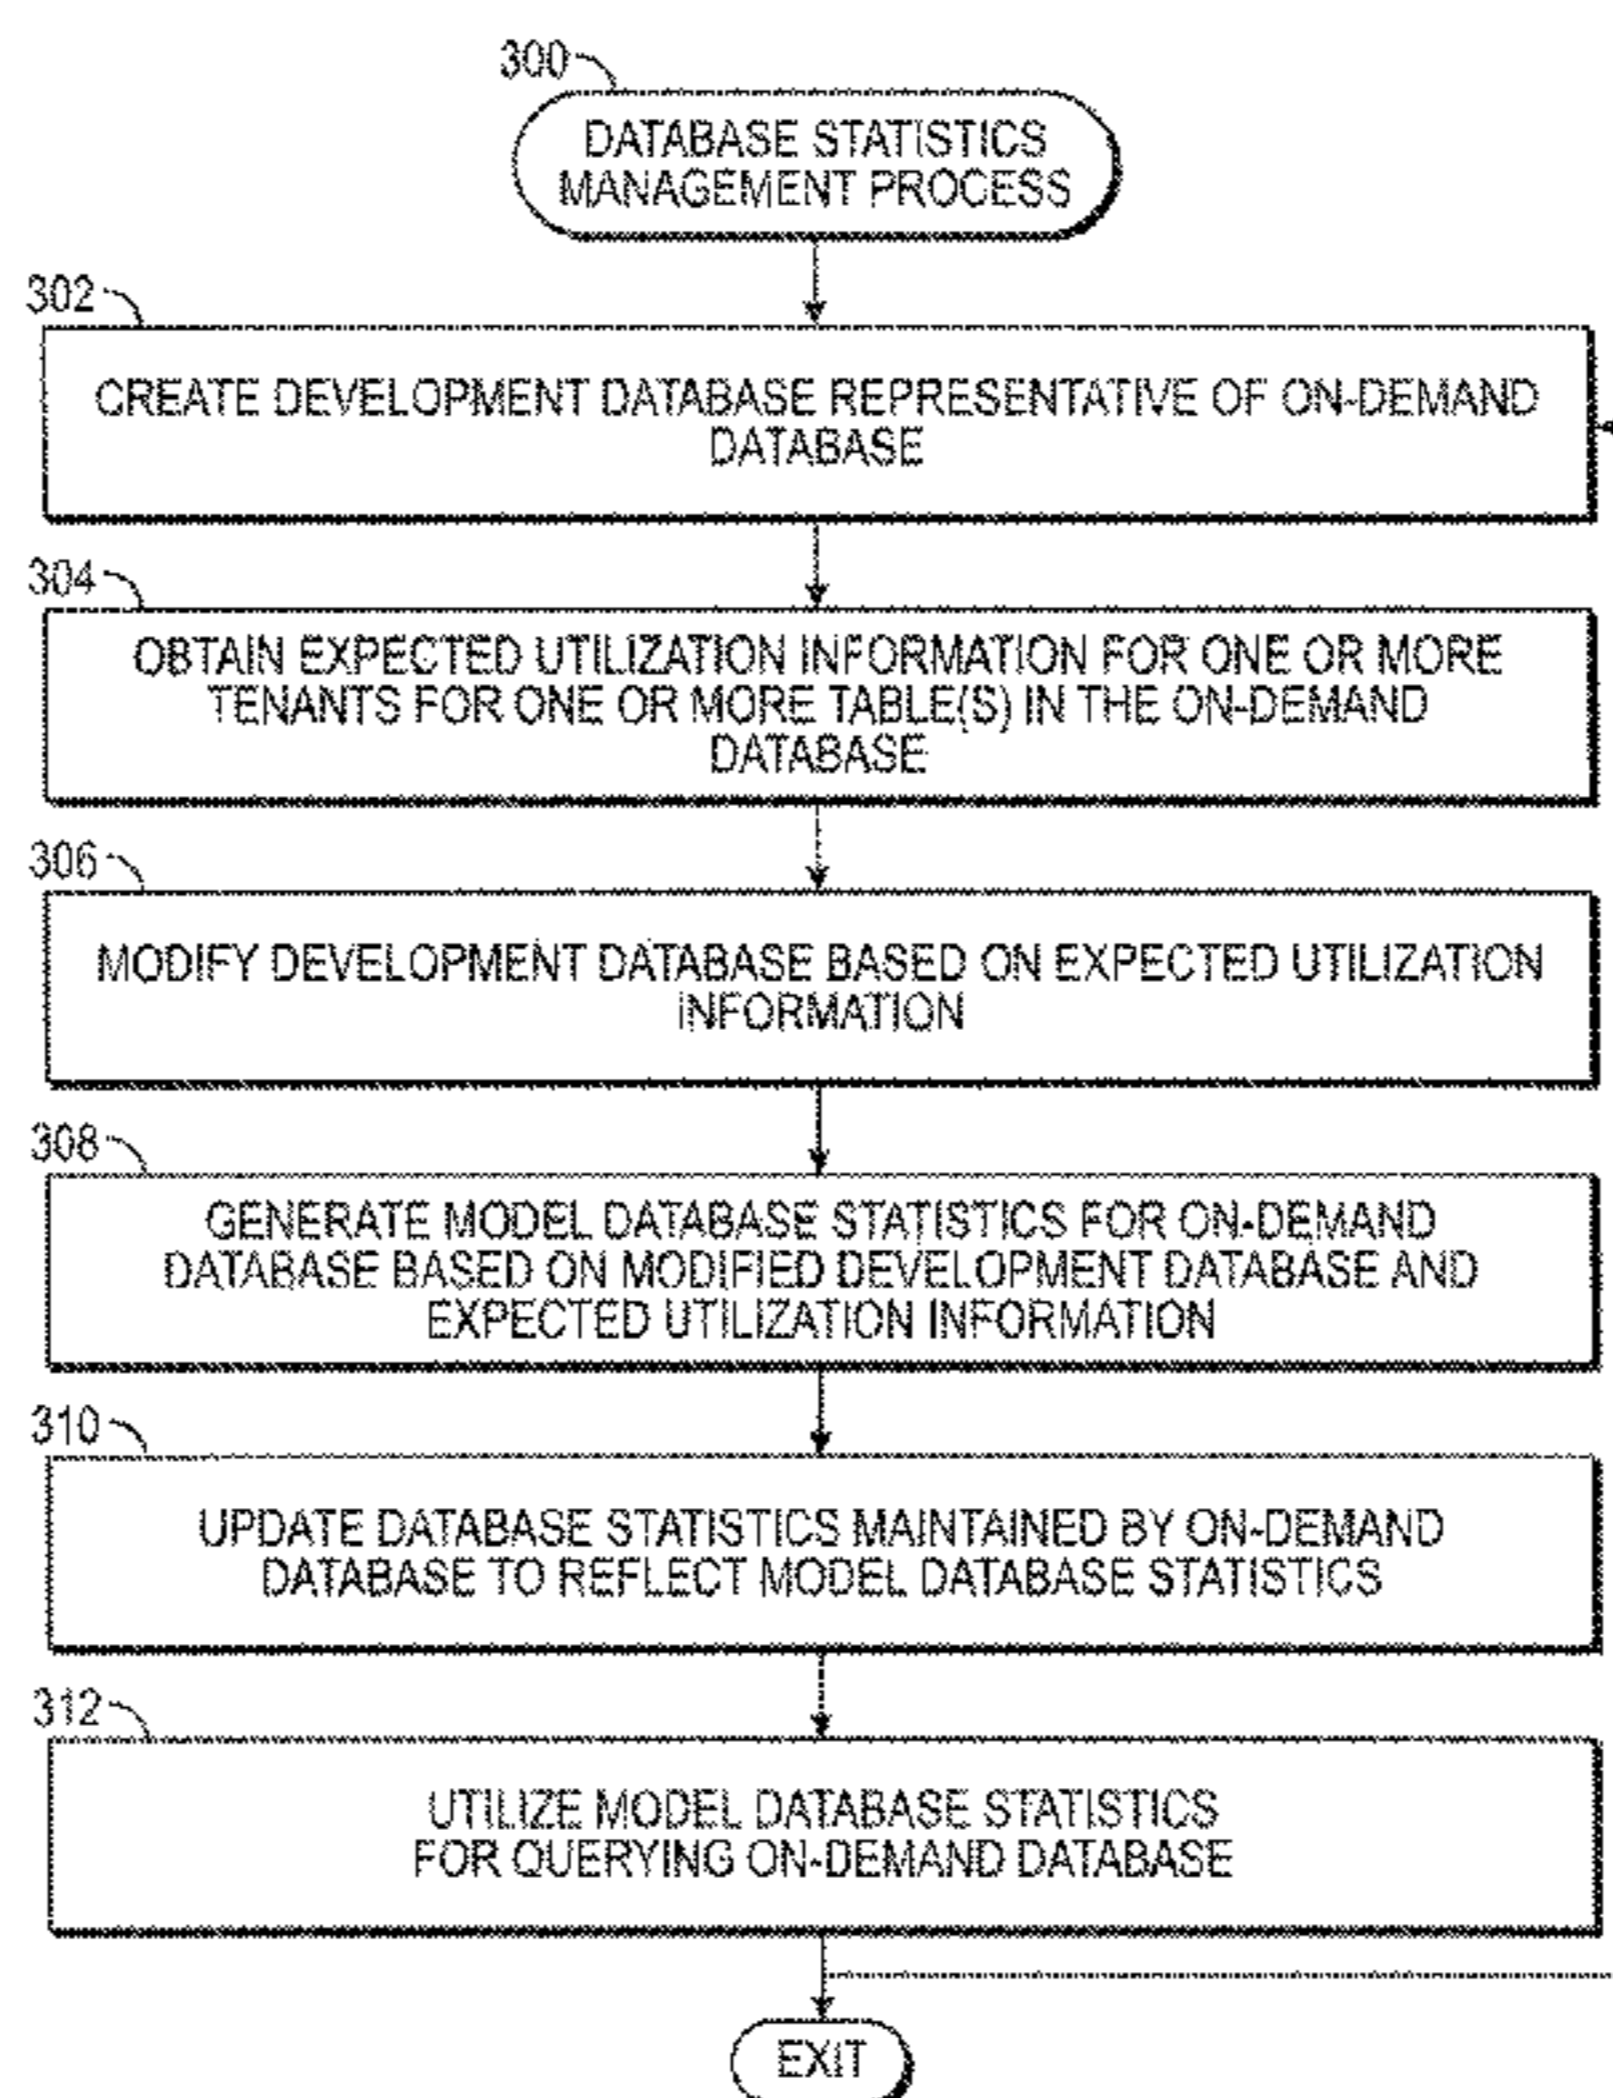 300
DATABASE STATISTICS
MANAGEMENT PROCESS
302
CREATE DEVELOPMENT DATABASE REPRESENTATIVE OF ON-DEMAND
DATABASE
304
OBTAIN EXPECTED UTILIZATION INFORMATION FOR ONE OR MORE
TENANTS FOR ONE OR MORE TABLE(S) IN THE ON-DEMAND
DATABASE
306
MODIFY DEVELOPMENT DATABASE BASED ON EXPECTED UTILIZATION
INFORMATION
308
GENERATE MODEL DATABASE STATISTICS FOR ON-DEMAND
DATABASE BASED ON MODIFIED DEVELOPMENT DATABASE AND
EXPECTED UTILIZATION INFORMATION
310
UPDATE DATABASE STATISTICS MAINTAINED BY ON-DEMAND
DATABASE TO REFLECT MODEL DATABASE STATISTICS
312
UTILIZE MODEL DATABASE STATISTICS
FOR QUERYING ON-DEMAND DATABASE
EXIT